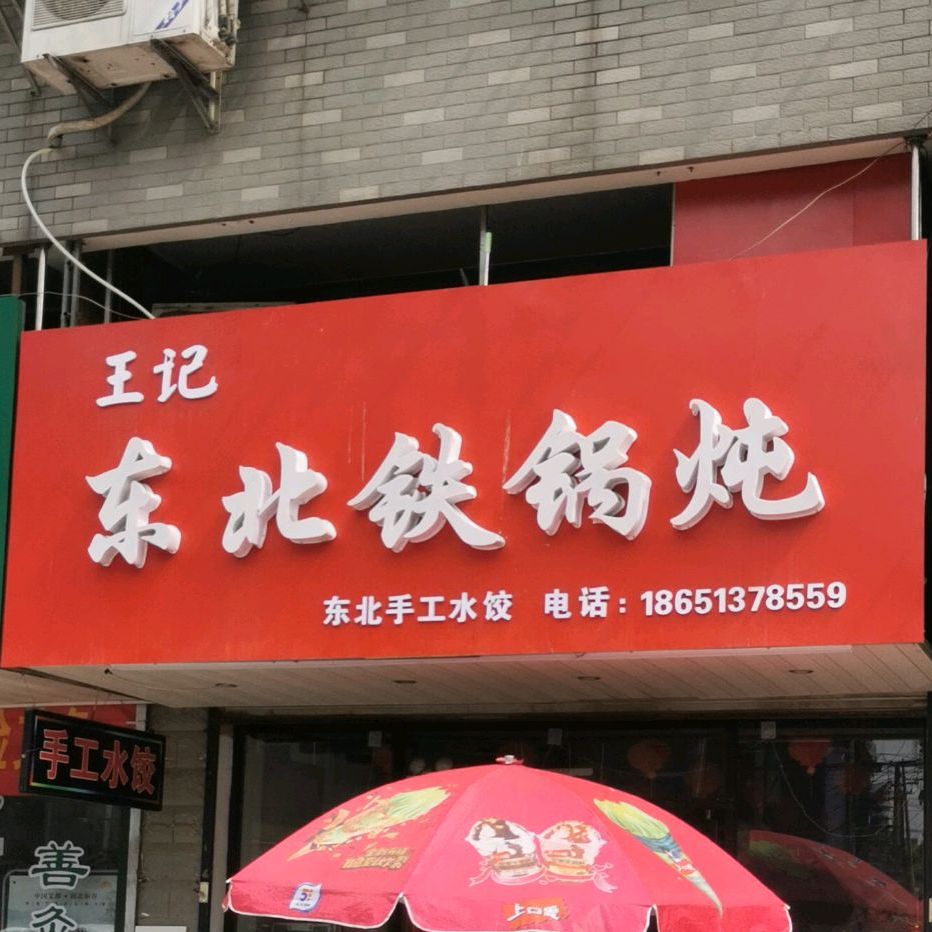 王记
东北铁锅炖
东北手工水饺 电话：18651378559
手工水饺
善
灸
上口爱